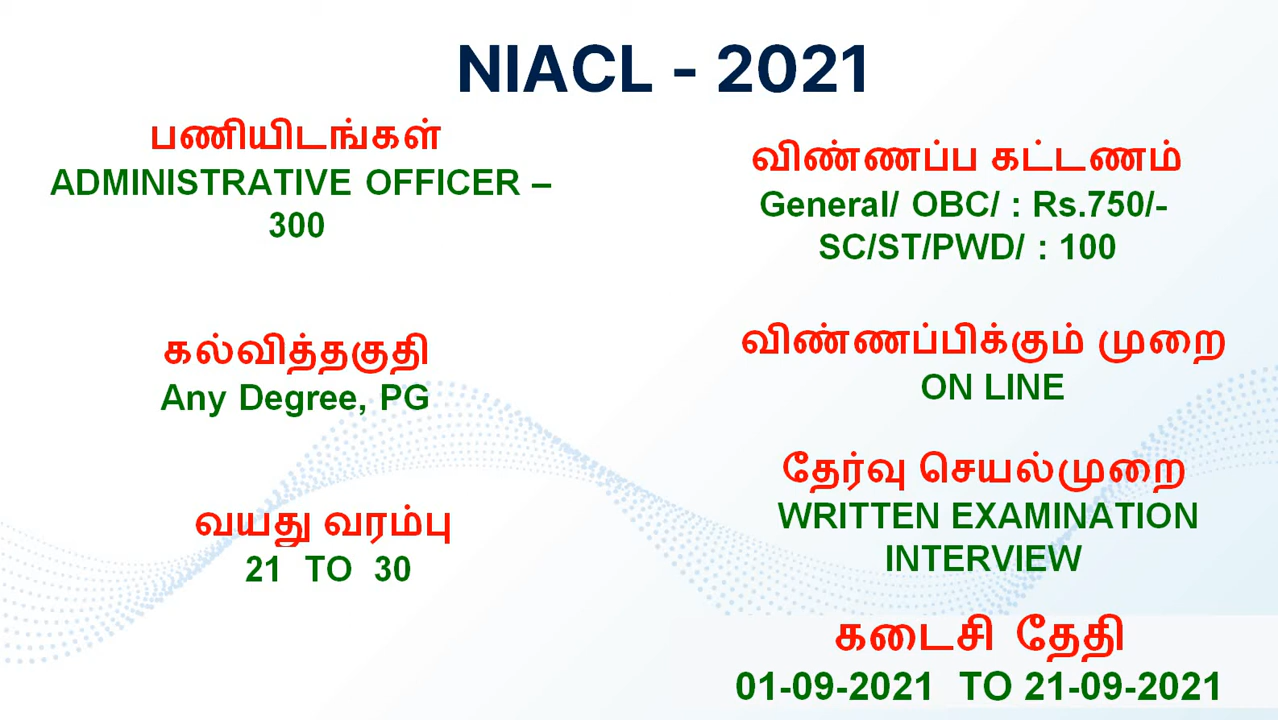 NIACL - 2021
பணியிடங்கள்
ADMINISTRATIVE OFFICER –
300
கல்வித்தகுதி
Any Degree, PG
வயது வரம்பு
21 TO 30
விண்ணப்ப கட்டணம்
General/ OBC/ : Rs.750/-
SC/ST/PWD/ : 100
விண்ணப்பிக்கும் முறை
ON LINE
தேர்வு செயல்முறை
WRITTEN EXAMINATION
INTERVIEW
கடைசி தேதி
01-09-2021 TO 21-09-2021